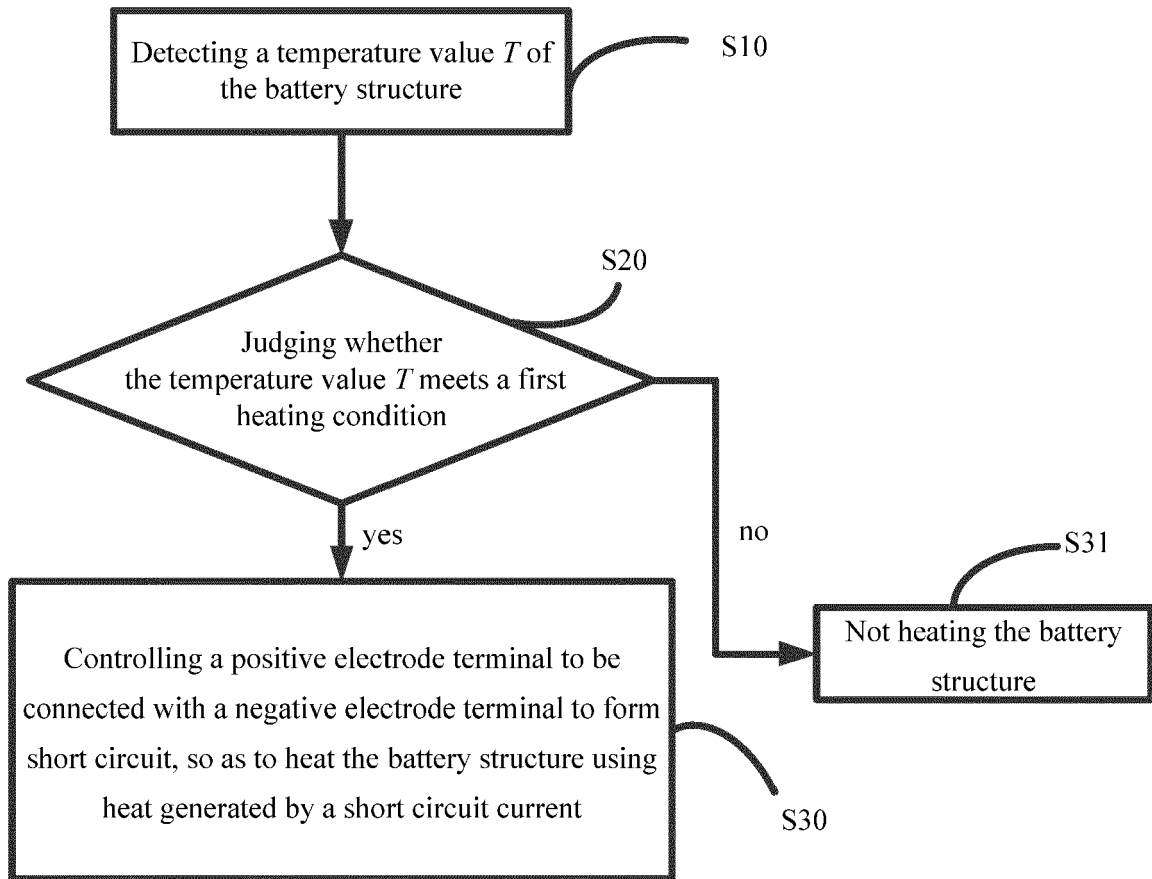 Detecting a temperature value T of
the battery structure
S10
S20
Judging whether
the temperature value T meets a first
heating condition
yes
no
S31
Not heating the battery
structure
Controlling a positive electrode terminal to be
connected with a negative electrode terminal to form
short circuit, so as to heat the battery structure using
heat generated by a short circuit current
S30